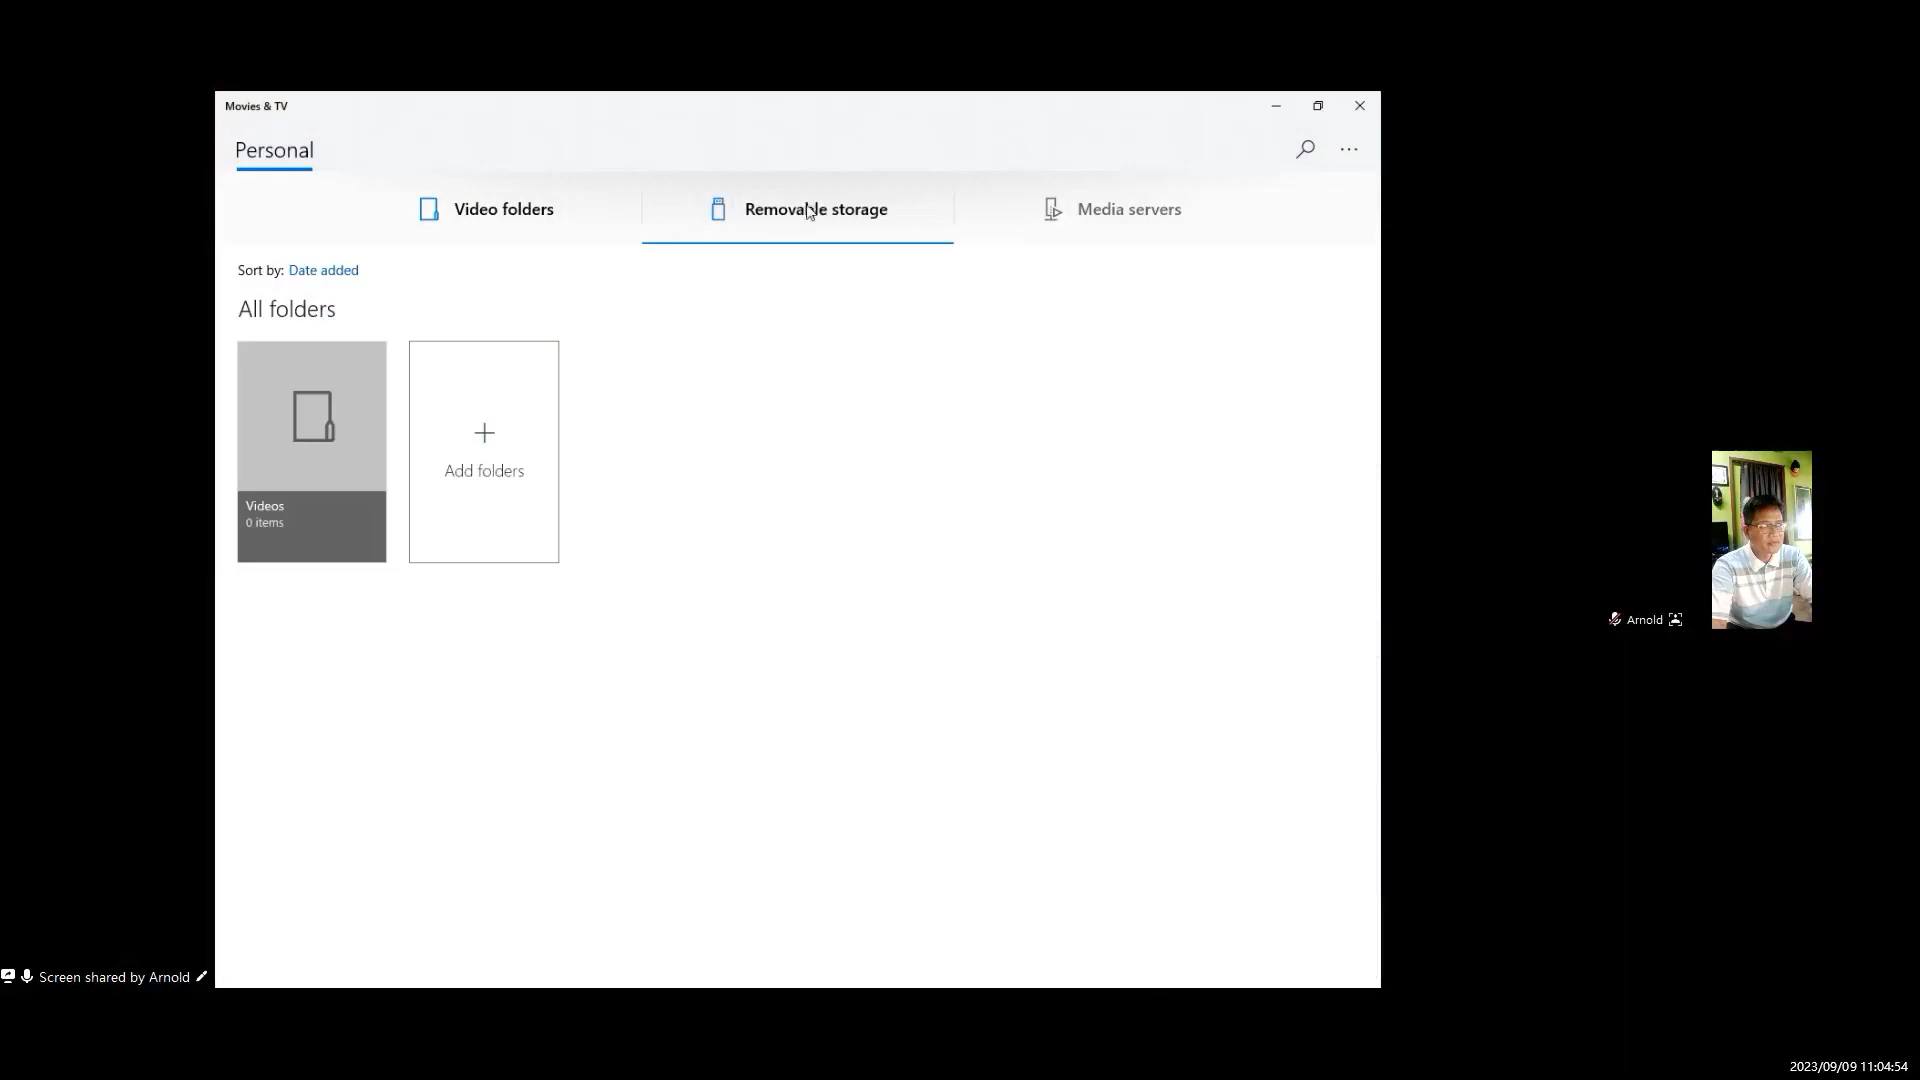 Movies & TV
Personal
Video folders
Removable storage
Media servers
Sort by: Date added
All folders
Videos
0 items
Add folders
Arnold
Screen shared by Arnold
2023/09/09 11:04:54